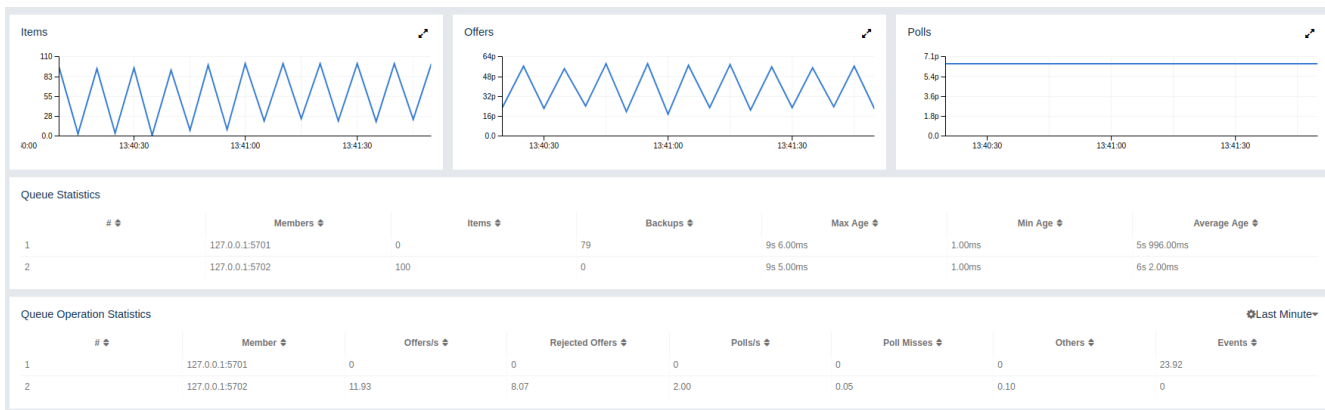 Items
110
83
55
28
0.0
13:40:30
13:41:00
13:41:30
Offers
64p
48p
32p
16p
0.0
13:40:30
13:41:00
13:41:30
Polls
7.1p
5.4p
3.6p
1.8p
0.0
13:40:30
13:41:00
13:41:30
Queue Statistics
# Members Items Backups Max Age Min Age Average Age
1 127.0.0.1:5701 0 79 9s 6.00ms 1.00ms 5s 996.00ms
2 127.0.0.1:5702 100 0 9s 5.00ms 1.00ms 6s 2.00ms
Queue Operation Statistics Last Minute
# Member Offers/s Rejected Offers Polls/s Poll Misses Others Events
1 127.0.0.1:5701 0 0 0 0 0 23.92
2 127.0.0.1:5702 11.93 8.07 2.00 0.05 0.10 0